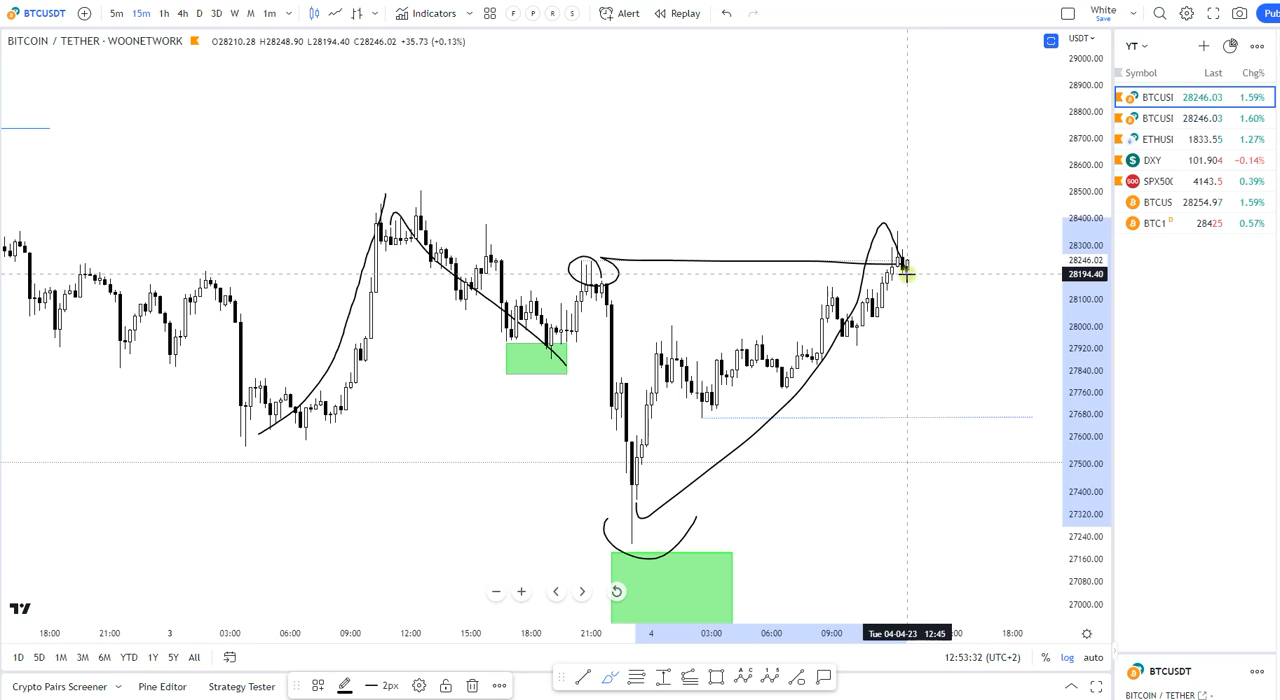 BTCUSDT 5m 15m 1h 4h D 3D W M 1m Indicators F P R S Alert Replay White Save Pub
BITCOIN / TETHER · WOONETWORK O28210.28 H28248.90 L28194.40 C28246.02 +35.73 (+0.13%)
USDT
29000.00
28900.00
28800.00
28700.00
28600.00
28500.00
28400.00
28300.00
28246.02
28194.40
28100.00
28000.00
27920.00
27840.00
27760.00
27680.00
27600.00
27500.00
27400.00
27320.00
27240.00
27160.00
27080.00
27000.00
YT
Symbol Last Chg%
BTCUSI 28246.03 1.59%
BTCUSI 28246.03 1.60%
ETHUSI 1833.55 1.27%
DXY 101.904 −0.14%
500 SPX50( 4143.5 0.39%
BTCUS 28254.97 1.59%
BTC1 D 28425 0.57%
18:00 21:00 3 03:00 06:00 09:00 12:00 15:00 18:00 21:00 4 03:00 06:00 09:00 Tue 04-04-23 12:45 :00 18:00
1D 5D 1M 3M 6M YTD 1Y 5Y All 12:53:32 (UTC+2) % log auto
Crypto Pairs Screener Pine Editor Strategy Tester 2px
BTCUSDT
BITCOIN / TETHER